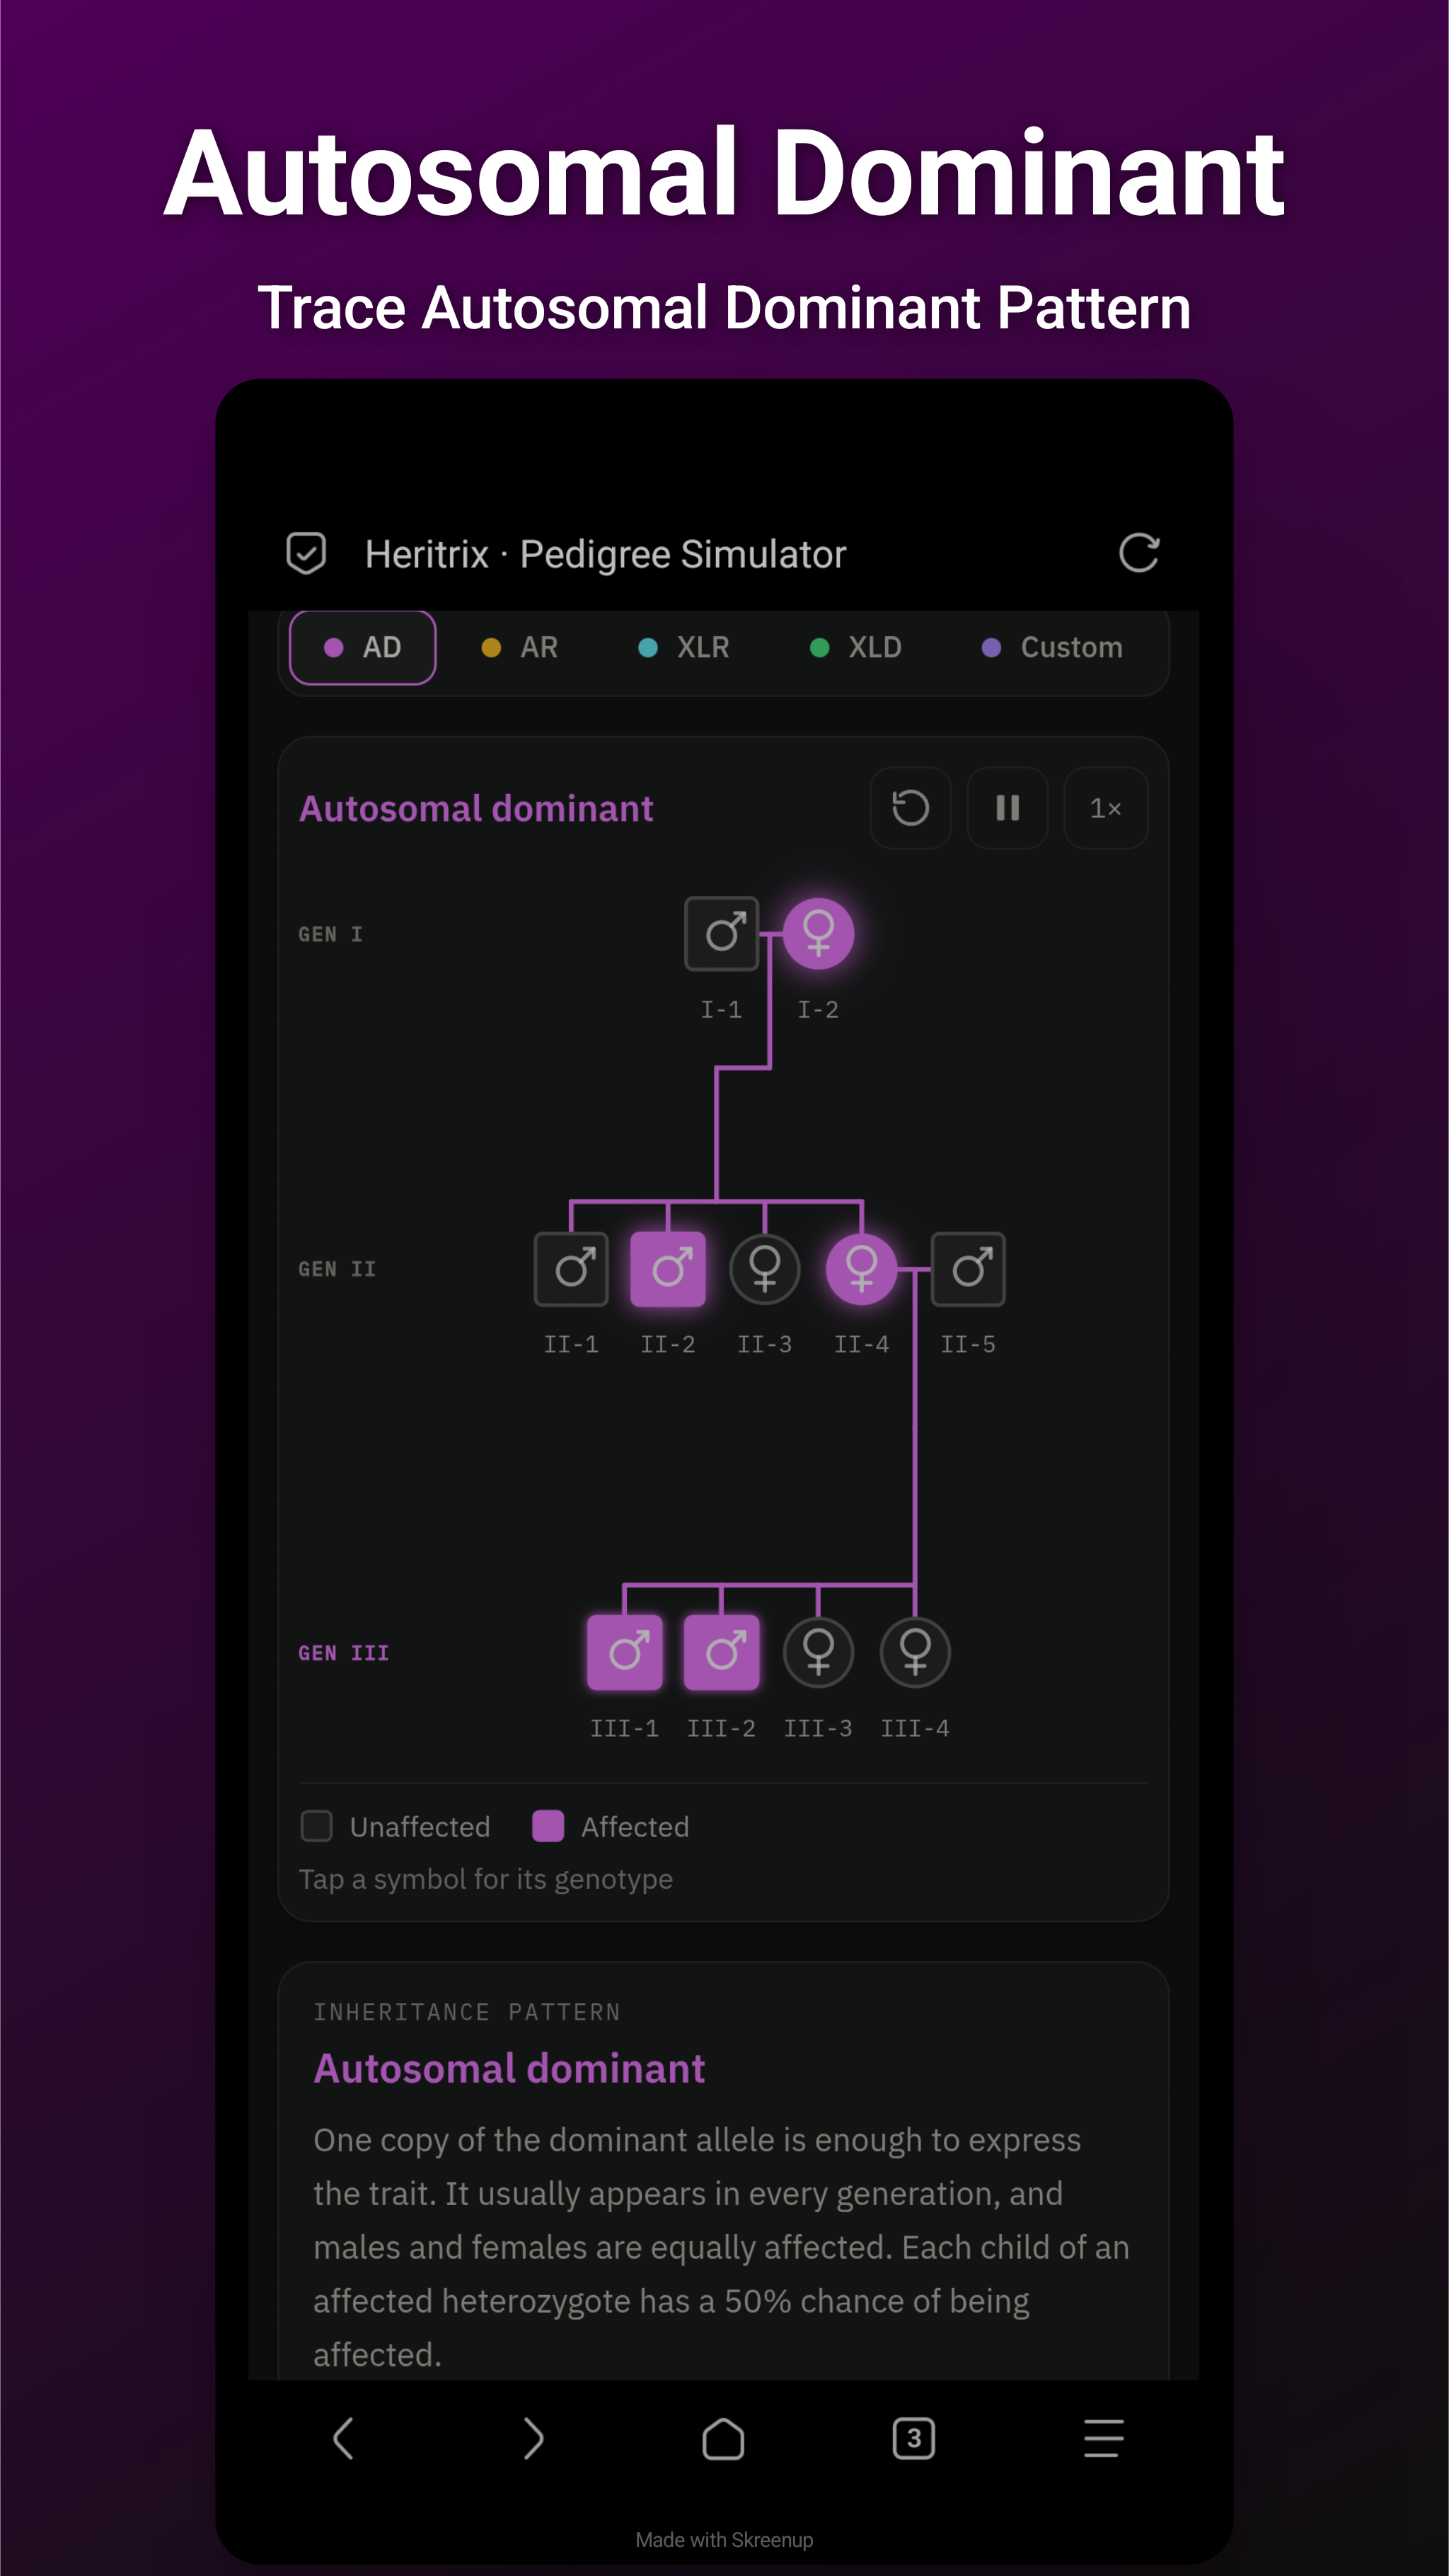 Autosomal Dominant
Trace Autosomal Dominant Pattern
Heritrix · Pedigree Simulator
AD AR XLR XLD Custom
Autosomal dominant 1×
GEN I
I-1 I-2
GEN II
II-1 II-2 II-3 II-4 II-5
GEN III
III-1 III-2 III-3 III-4
Unaffected Affected
Tap a symbol for its genotype
INHERITANCE PATTERN
Autosomal dominant
One copy of the dominant allele is enough to express
the trait. It usually appears in every generation, and
males and females are equally affected. Each child of an
affected heterozygote has a 50% chance of being
affected.
3
Made with Skreenup